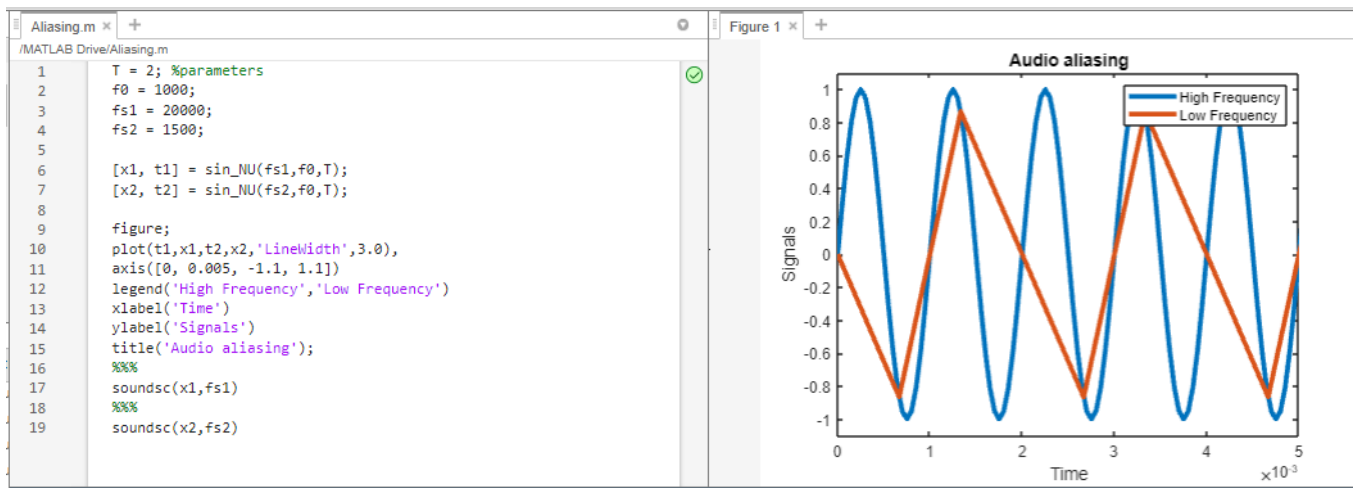 Aliasing.m × +
/MATLAB Drive/Aliasing.m
1 T = 2; %parameters
2 f0 = 1000;
3 fs1 = 20000;
4 fs2 = 1500;
5
6 [x1, t1] = sin_NU(fs1,f0,T);
7 [x2, t2] = sin_NU(fs2,f0,T);
8
9 figure;
10 plot(t1,x1,t2,x2,'LineWidth',3.0),
11 axis([0, 0.005, -1.1, 1.1])
12 legend('High Frequency','Low Frequency')
13 xlabel('Time')
14 ylabel('Signals')
15 title('Audio aliasing');
16 %%%
17 soundsc(x1,fs1)
18 %%%
19 soundsc(x2,fs2)
Figure 1 × +
Audio aliasing
High Frequency
Low Frequency
Signals
1
0.8
0.6
0.4
0.2
0
-0.2
-0.4
-0.6
-0.8
-1
0 1 2 3 4 5
Time
×10-3